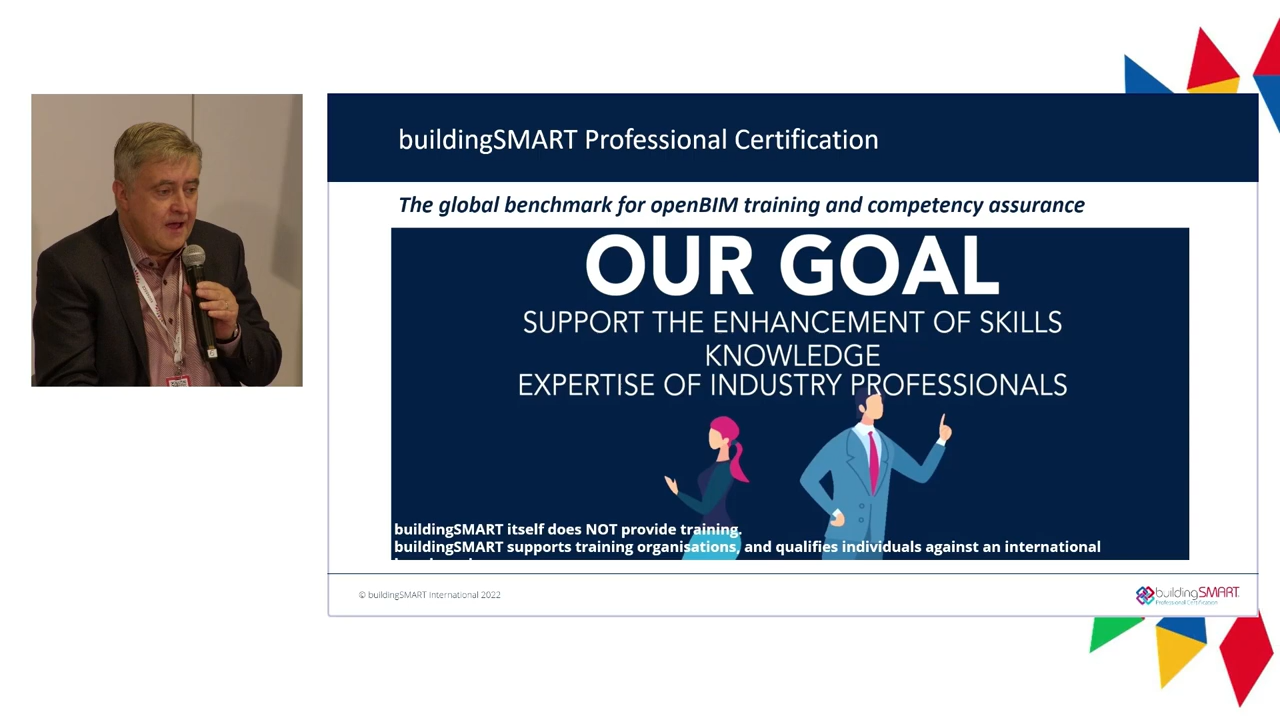 buildingSMART Professional Certification
The global benchmark for openBIM training and competency assurance
OUR GOAL
SUPPORT THE ENHANCEMENT OF SKILLS
KNOWLEDGE
EXPERTISE OF INDUSTRY PROFESSIONALS
buildingSMART itself does NOT provide training.
buildingSMART supports training organisations, and qualifies individuals against an international
© buildingSMART International 2022
buildingSMART
Professional Certification